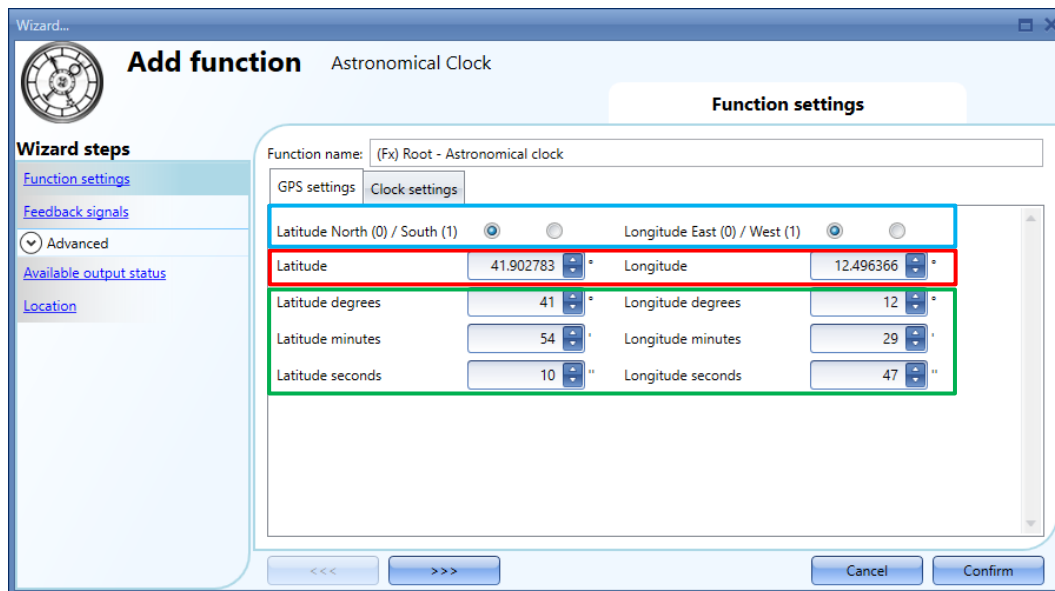 Wizard...
Add function Astronomical Clock
Function settings
Wizard steps
Function settings
Feedback signals
Advanced
Available output status
Location
Function name: (Fx) Root - Astronomical clock
GPS settings Clock settings
Latitude North (0) / South (1) Longitude East (0) / West (1)
Latitude 41.902783 ° Longitude 12.496366 °
Latitude degrees 41 ° Longitude degrees 12 °
Latitude minutes 54 ' Longitude minutes 29 '
Latitude seconds 10 " Longitude seconds 47 "
<<< >>> Cancel Confirm